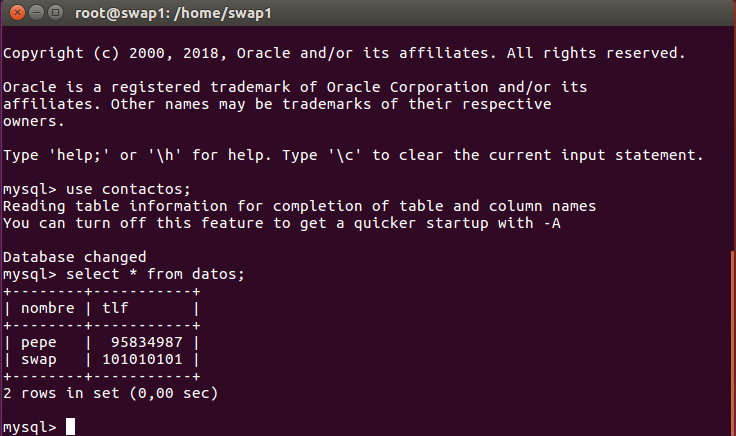 root@swap1: /home/swap1
Copyright (c) 2000, 2018, Oracle and/or its affiliates. All rights reserved.
Oracle is a registered trademark of Oracle Corporation and/or its
affiliates. Other names may be trademarks of their respective
owners.
Type 'help;' or '\h' for help. Type '\c' to clear the current input statement.
mysql> use contactos;
Reading table information for completion of table and column names
You can turn off this feature to get a quicker startup with -A
Database changed
mysql> select * from datos;
+--------+-----------+
| nombre | tlf       |
+--------+-----------+
| pepe   |  95834987 |
| swap   | 101010101 |
+--------+-----------+
2 rows in set (0,00 sec)
mysql>